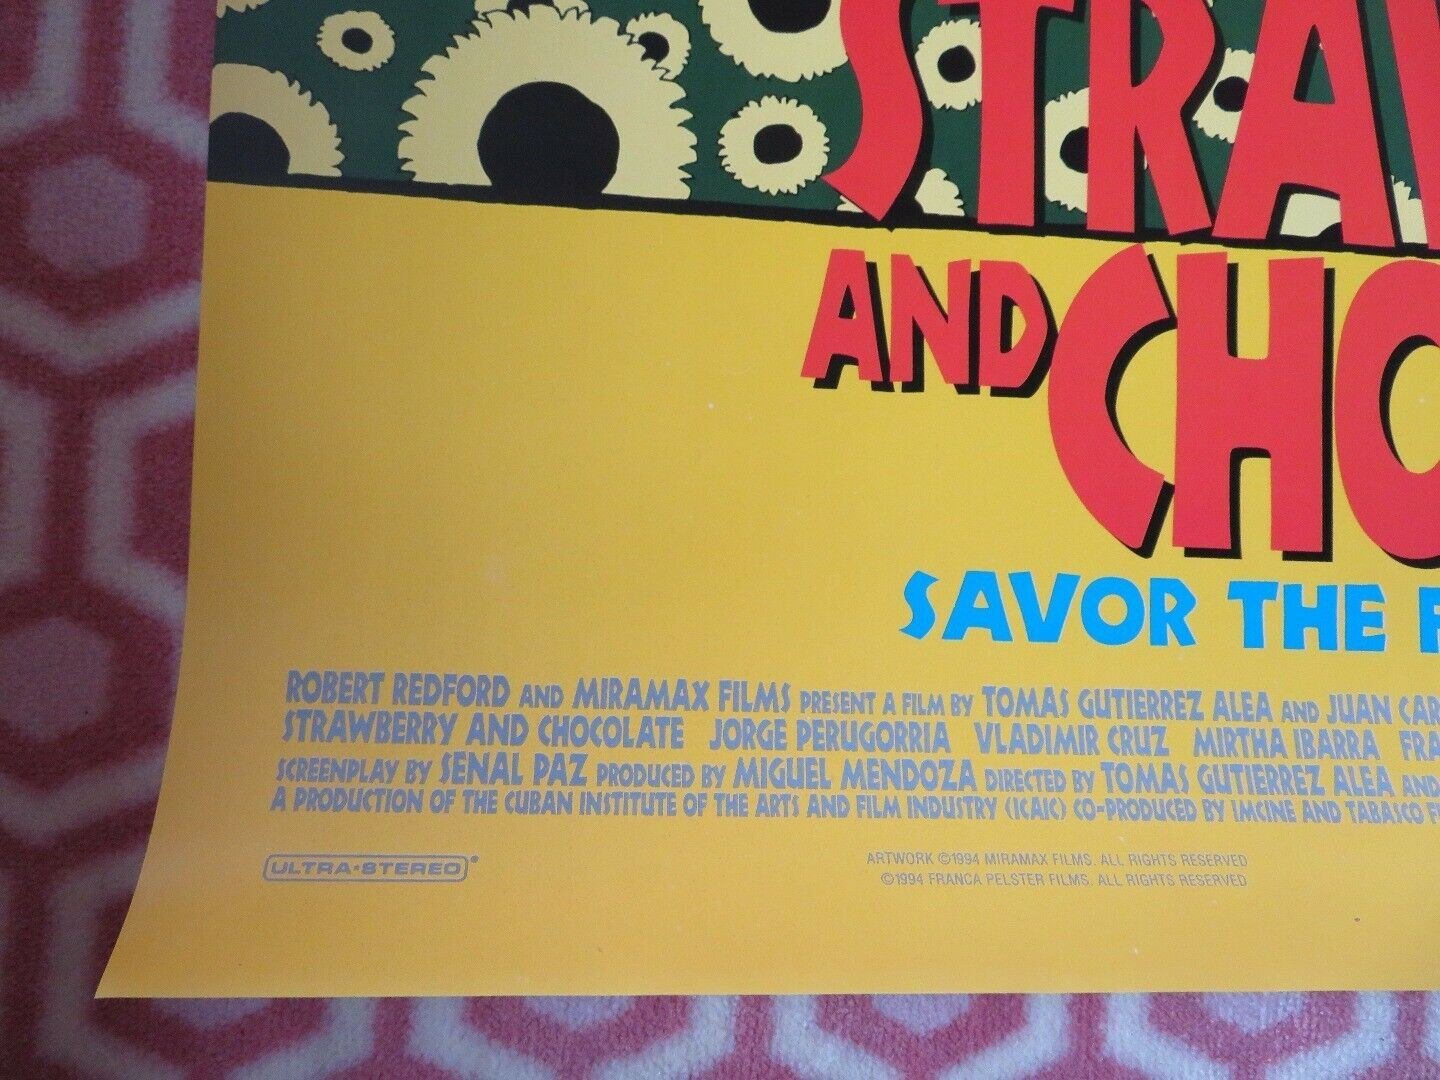 STRAW
AND CHO
SAVOR THE F
ROBERT REDFORD AND MIRAMAX FILMS PRESENT A FILM BY TOMAS GUTIERREZ ALEA AND JUAN CAR
STRAWBERRY AND CHOCOLATE JORGE PERUGORRIA VLADIMIR CRUZ MIRTHA IBARRA FRA
SCREENPLAY BY SENAL PAZ PRODUCED BY MIGUEL MENDOZA DIRECTED BY TOMAS GUTIERREZ ALEA AND
A PRODUCTION OF THE CUBAN INSTITUTE OF THE ARTS AND FILM INDUSTRY (ICAIC) CO-PRODUCED BY IMCINE AND TABASCO F
ULTRA•STEREO
ARTWORK ©1994 MIRAMAX FILMS. ALL RIGHTS RESERVED
©1994 FRANCA PELSTER FILMS. ALL RIGHTS RESERVED